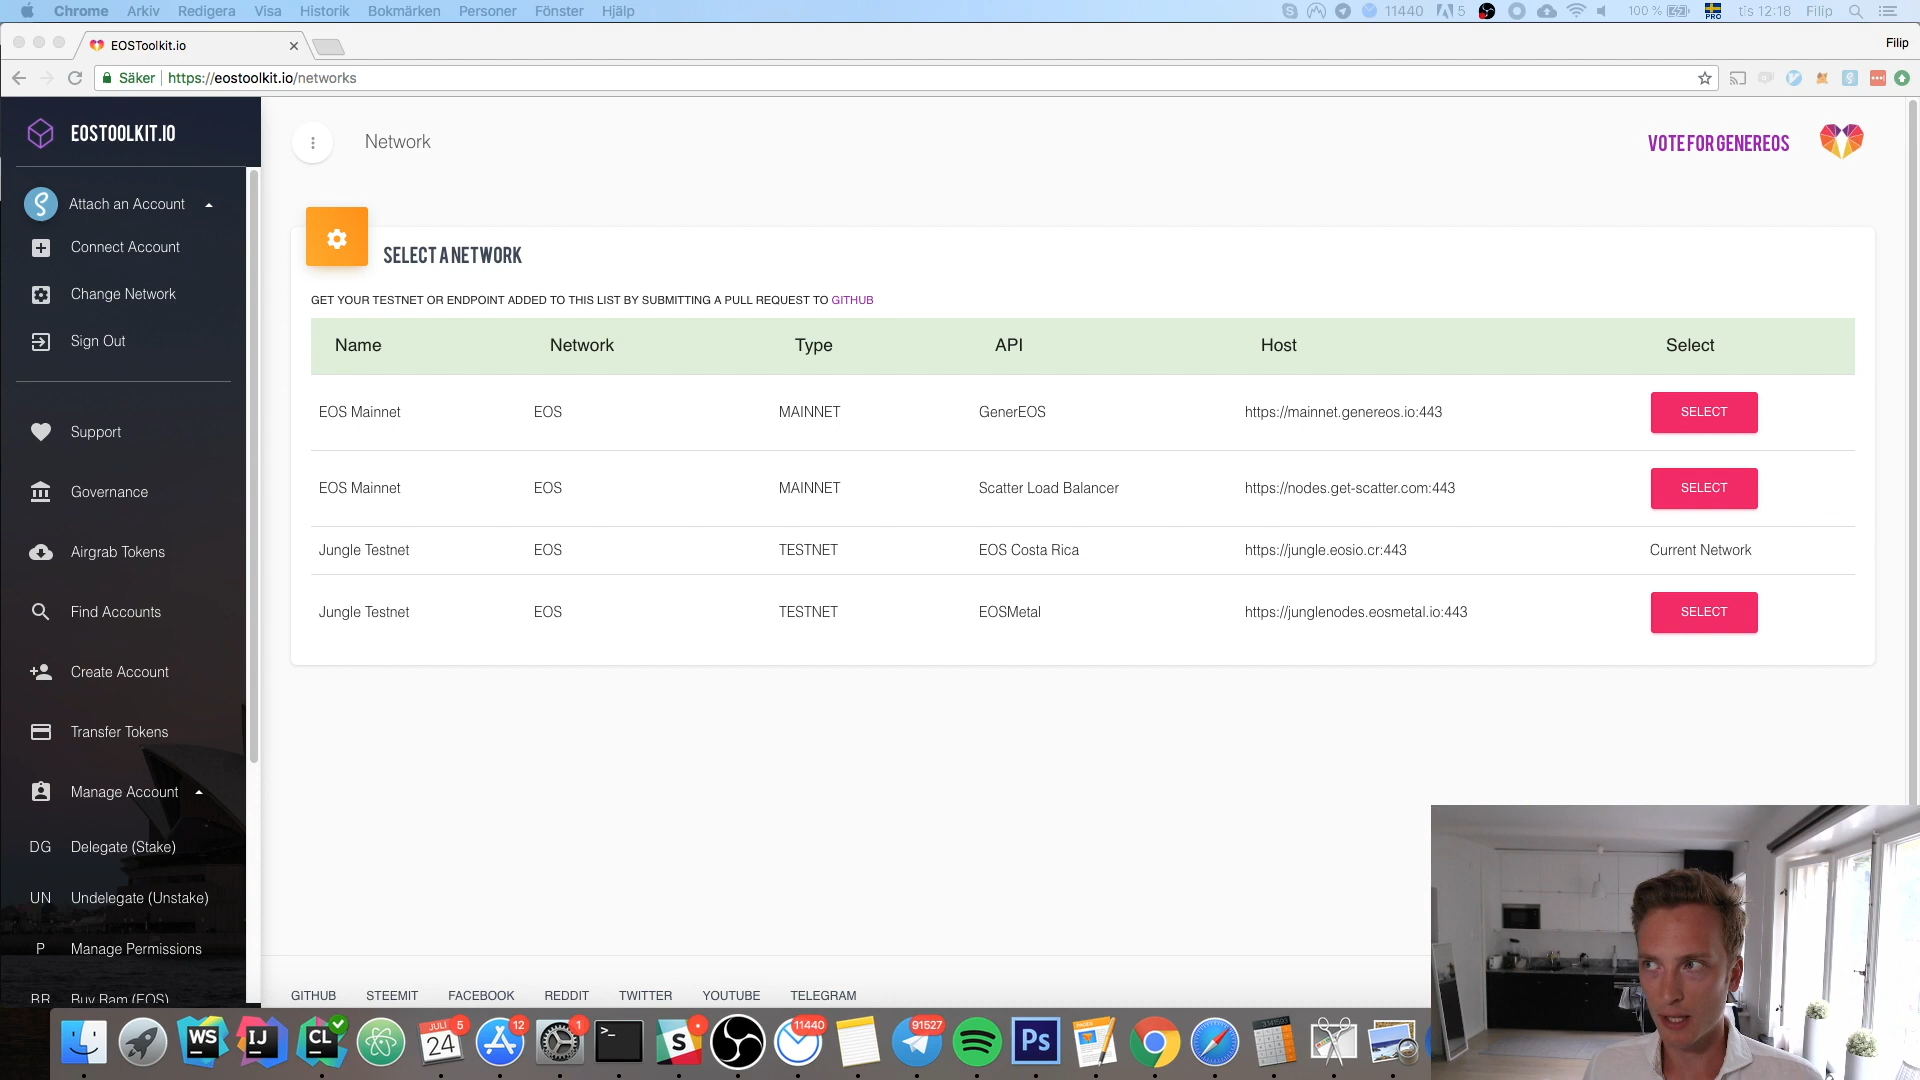 Chrome Arkiv Redigera Visa Historik Bokmärken Personer Fönster Hjälp 11440 5 100 % PRO tis 12:18 Filip
EOSToolkit.io Filip
Säker https://eostoolkit.io/networks
EOSTOOLKIT.IO
Network
VOTE FOR GENEREOS
Attach an Account
Connect Account
Change Network
Sign Out
Support
Governance
Airgrab Tokens
Find Accounts
Create Account
Transfer Tokens
Manage Account
DG Delegate (Stake)
UN Undelegate (Unstake)
P Manage Permissions
BR Buy Ram (EOS)
SELECT A NETWORK
GET YOUR TESTNET OR ENDPOINT ADDED TO THIS LIST BY SUBMITTING A PULL REQUEST TO GITHUB
Name Network Type API Host Select
EOS Mainnet EOS MAINNET GenerEOS https://mainnet.genereos.io:443 SELECT
EOS Mainnet EOS MAINNET Scatter Load Balancer https://nodes.get-scatter.com:443 SELECT
Jungle Testnet EOS TESTNET EOS Costa Rica https://jungle.eosio.cr:443 Current Network
Jungle Testnet EOS TESTNET EOSMetal https://junglenodes.eosmetal.io:443 SELECT
GITHUB STEEMIT FACEBOOK REDDIT TWITTER YOUTUBE TELEGRAM
WS IJ CL JULI 24 5 12 1 >_ S 11440 91527 Ps